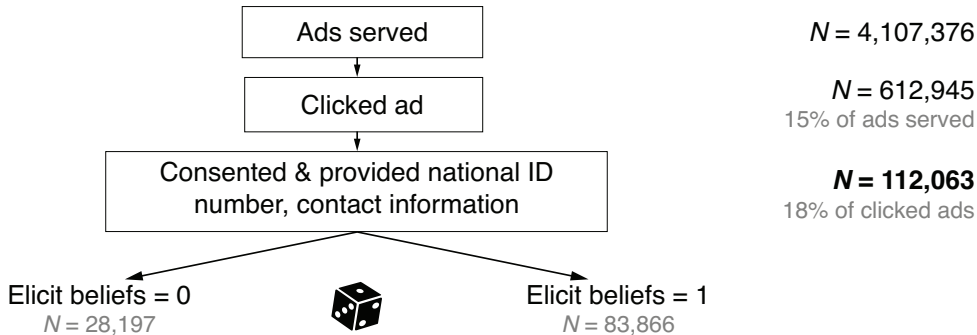 Ads served
N = 4,107,376
Clicked ad
N = 612,945
15% of ads served
Consented & provided national ID
number, contact information
N = 112,063
18% of clicked ads
Elicit beliefs = 0
N = 28,197
Elicit beliefs = 1
N = 83,866